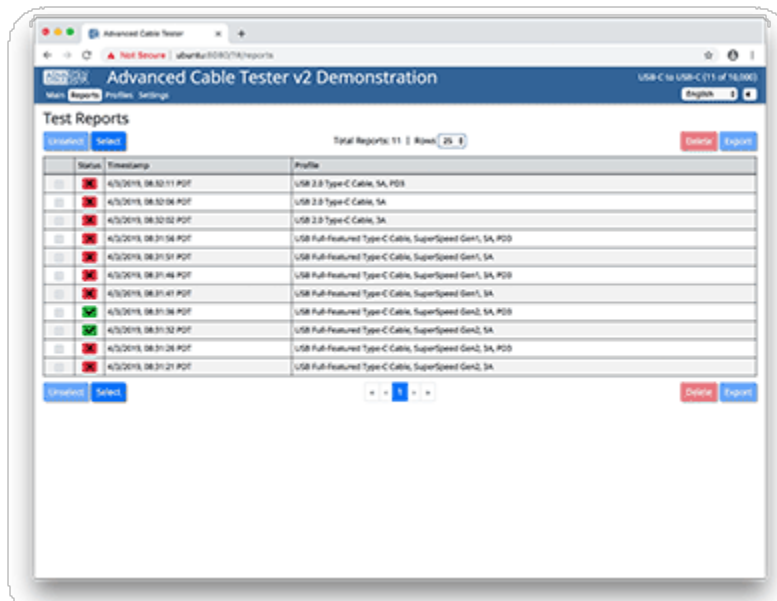 Advanced Cable Tester
Not Secure | ubuntu:8080/TA/reports
Advanced Cable Tester v2 Demonstration
USB-C to USB-C (11 of 10,000)
Main Reports Profiles Settings
English
Test Reports
Unselect Select
Total Reports: 11 | Rows 25
Delete Export
Status Timestamp Profile
4/3/2019, 08:32:11 PDT USB 2.0 Type-C Cable, 5A, PD3
4/3/2019, 08:32:06 PDT USB 2.0 Type-C Cable, 5A
4/3/2019, 08:32:02 PDT USB 2.0 Type-C Cable, 3A
4/3/2019, 08:31:56 PDT USB Full-Featured Type-C Cable, SuperSpeed Gen1, 5A, PD3
4/3/2019, 08:31:51 PDT USB Full-Featured Type-C Cable, SuperSpeed Gen1, 5A
4/3/2019, 08:31:46 PDT USB Full-Featured Type-C Cable, SuperSpeed Gen1, 3A, PD3
4/3/2019, 08:31:41 PDT USB Full-Featured Type-C Cable, SuperSpeed Gen1, 3A
4/3/2019, 08:31:36 PDT USB Full-Featured Type-C Cable, SuperSpeed Gen2, 5A, PD3
4/3/2019, 08:31:32 PDT USB Full-Featured Type-C Cable, SuperSpeed Gen2, 5A
4/3/2019, 08:31:26 PDT USB Full-Featured Type-C Cable, SuperSpeed Gen2, 3A, PD3
4/3/2019, 08:31:21 PDT USB Full-Featured Type-C Cable, SuperSpeed Gen2, 3A
Unselect Select
« ‹ 1 › »
Delete Export